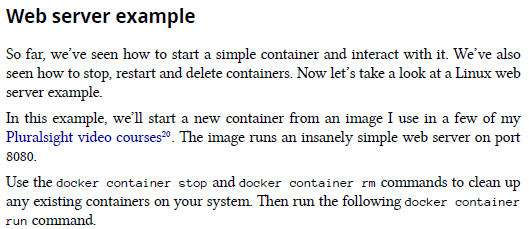 Web server example
So far, we've seen how to start a simple container and interact with it. We've also
seen how to stop, restart and delete containers. Now let's take a look at a Linux web
server example.
In this example, we'll start a new container from an image I use in a few of my
Pluralsight video courses²⁰. The image runs an insanely simple web server on port
8080.
Use the docker container stop and docker container rm commands to clean up
any existing containers on your system. Then run the following docker container
run command.